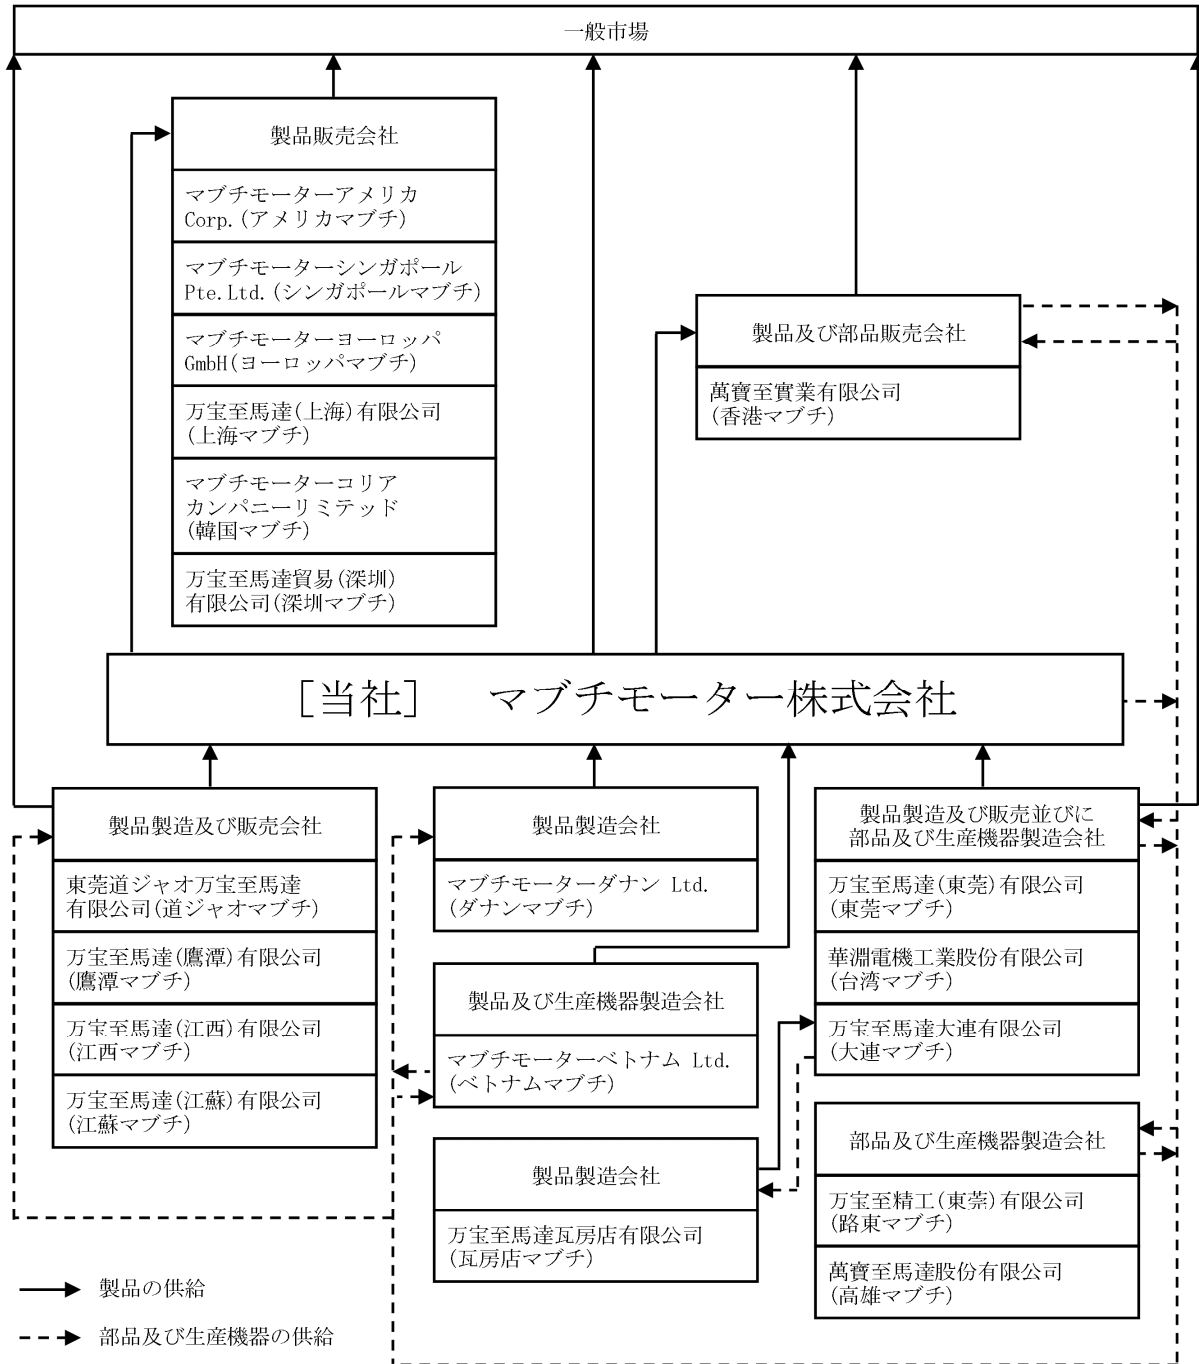 一般市場
製品販売会社
マブチモーターアメリカ
Corp.(アメリカマブチ)
マブチモーターシンガポール
Pte.Ltd.(シンガポールマブチ)
マブチモーターヨーロッパ
GmbH(ヨーロッパマブチ)
万宝至馬達(上海)有限公司
(上海マブチ)
マブチモーターコリア
カンパニーリミテッド
(韓国マブチ)
万宝至馬達貿易(深圳)
有限公司(深圳マブチ)
製品及び部品販売会社
萬寶至實業有限公司
(香港マブチ)
[当社] マブチモーター株式会社
製品製造及び販売会社
東莞道ジャオ万宝至馬達
有限公司(道ジャオマブチ)
万宝至馬達(鷹潭)有限公司
(鷹潭マブチ)
万宝至馬達(江西)有限公司
(江西マブチ)
万宝至馬達(江蘇)有限公司
(江蘇マブチ)
製品製造会社
マブチモーターダナン Ltd.
(ダナンマブチ)
製品及び生産機器製造会社
マブチモーターベトナム Ltd.
(ベトナムマブチ)
製品製造会社
万宝至馬達瓦房店有限公司
(瓦房店マブチ)
製品製造及び販売並びに
部品及び生産機器製造会社
万宝至馬達(東莞)有限公司
(東莞マブチ)
華淵電機工業股份有限公司
(台湾マブチ)
万宝至馬達大連有限公司
(大連マブチ)
部品及び生産機器製造会社
万宝至精工(東莞)有限公司
(路東マブチ)
萬寶至馬達股份有限公司
(高雄マブチ)
製品の供給
部品及び生産機器の供給